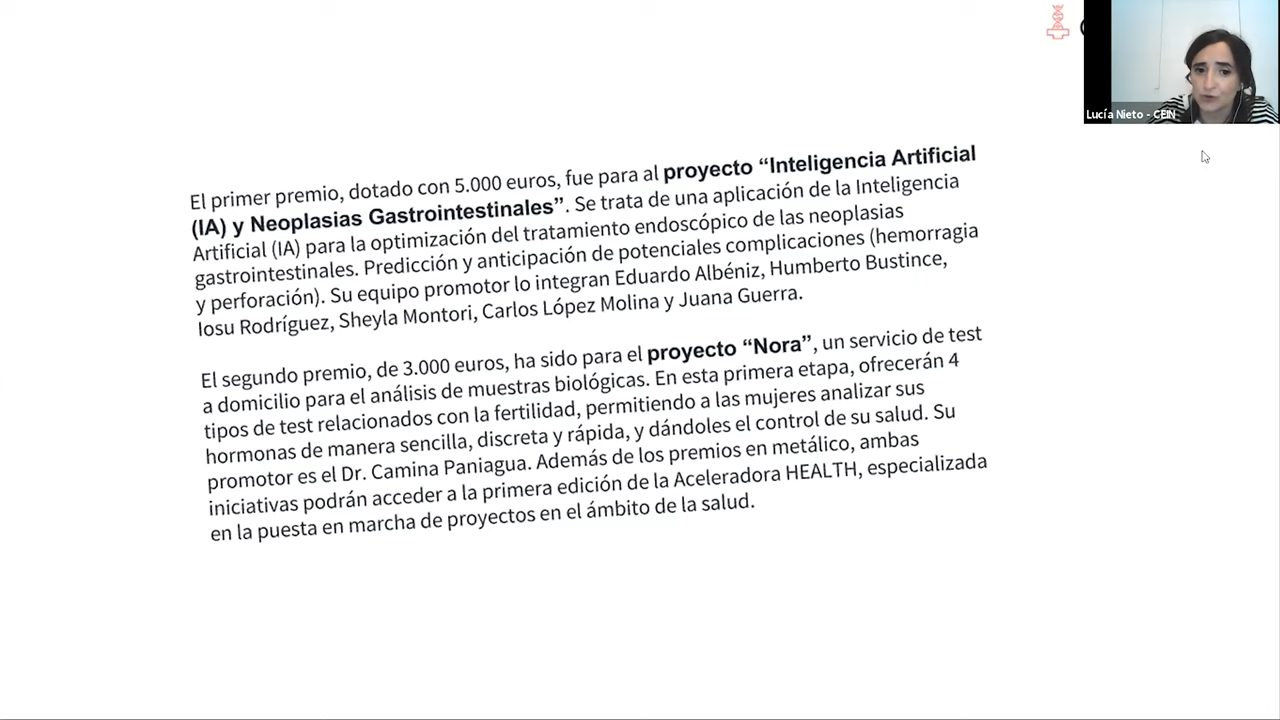 El primer premio, dotado con 5.000 euros, fue para al proyecto “Inteligencia Artificial
(IA) y Neoplasias Gastrointestinales”. Se trata de una aplicación de la Inteligencia
Artificial (IA) para la optimización del tratamiento endoscópico de las neoplasias
gastrointestinales. Predicción y anticipación de potenciales complicaciones (hemorragia
y perforación). Su equipo promotor lo integran Eduardo Albéniz, Humberto Bustince,
Iosu Rodríguez, Sheyla Montori, Carlos López Molina y Juana Guerra.
El segundo premio, de 3.000 euros, ha sido para el proyecto “Nora”, un servicio de test
a domicilio para el análisis de muestras biológicas. En esta primera etapa, ofrecerán 4
tipos de test relacionados con la fertilidad, permitiendo a las mujeres analizar sus
hormonas de manera sencilla, discreta y rápida, y dándoles el control de su salud. Su
promotor es el Dr. Camina Paniagua. Además de los premios en metálico, ambas
iniciativas podrán acceder a la primera edición de la Aceleradora HEALTH, especializada
en la puesta en marcha de proyectos en el ámbito de la salud.
Lucía Nieto - CEIN